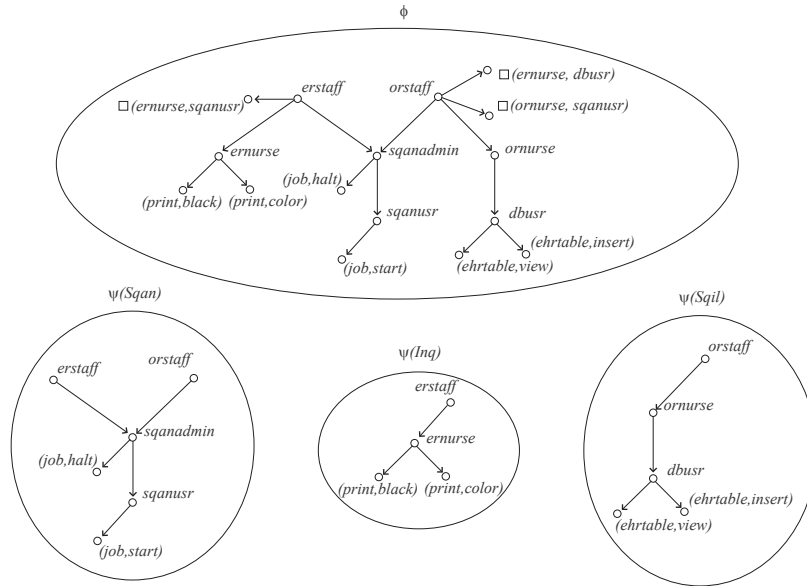 ϕ
erstaff
orstaff
□(ernurse, dbusr)
□(ernurse,sqanusr)
□(ornurse, sqanusr)
ernurse
sqanadmin
ornurse
(print,black)
(print,color)
(job,halt)
sqanusr
dbusr
(job,start)
(ehrtable,view)
(ehrtable,insert)
ψ(Sqan)
ψ(Inq)
ψ(Sqil)
erstaff
orstaff
sqanadmin
(job,halt)
sqanusr
(job,start)
erstaff
ernurse
(print,black)
(print,color)
orstaff
ornurse
dbusr
(ehrtable,insert)
(ehrtable,view)